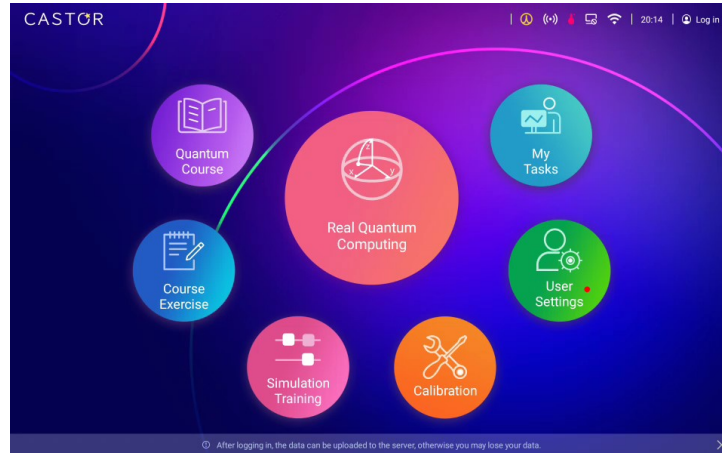 CASTOR
20:14
Log in
Quantum
Course
My
Tasks
z
x
y
Real Quantum
Computing
Course
Exercise
User
Settings
Simulation
Training
Calibration
After logging in, the data can be uploaded to the server, otherwise you may lose your data.